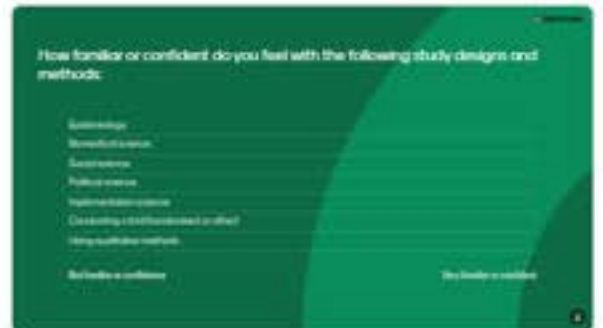 How familiar or confident do you feel with the following study designs and
methods:
Epidemiology
Biomedical science
Social science
Political science
Implementation science
Using qualitative methods
Not familiar or confident
Very familiar or confident